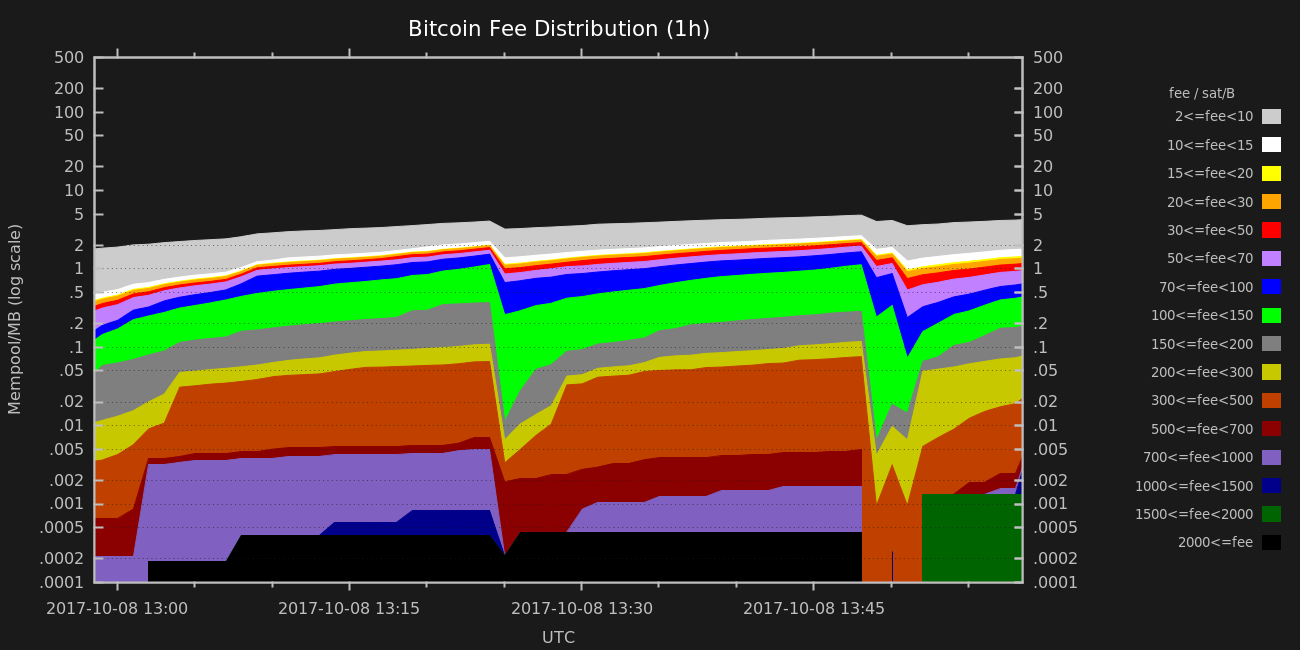 Bitcoin Fee Distribution (1h)
500
200
100
50
20
10
5
2
1
.5
.2
.1
.05
.02
.01
.005
.002
.001
.0005
.0002
.0001
Mempool/MB (log scale)
500
200
100
50
20
10
5
2
1
.5
.2
.1
.05
.02
.01
.005
.002
.001
.0005
.0002
.0001
2017-10-08 13:00
2017-10-08 13:15
2017-10-08 13:30
2017-10-08 13:45
UTC
fee / sat/B
2<=fee<10
10<=fee<15
15<=fee<20
20<=fee<30
30<=fee<50
50<=fee<70
70<=fee<100
100<=fee<150
150<=fee<200
200<=fee<300
300<=fee<500
500<=fee<700
700<=fee<1000
1000<=fee<1500
1500<=fee<2000
2000<=fee